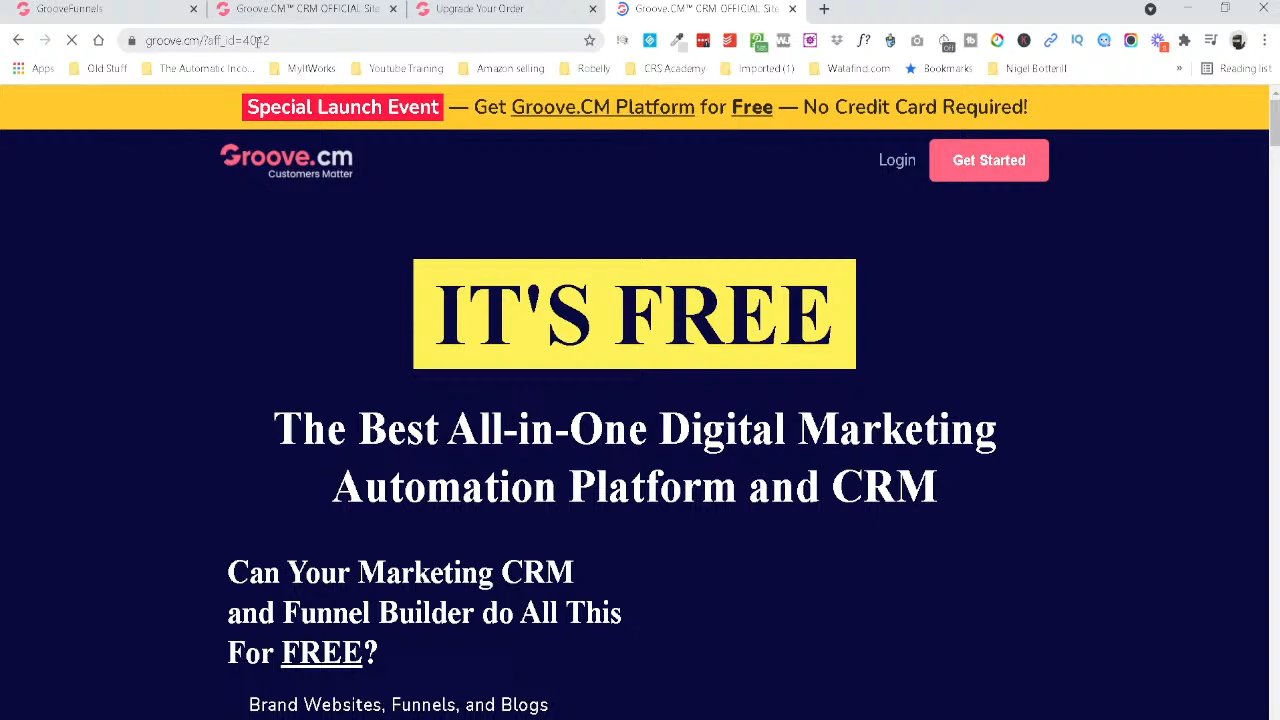 GrooveFunnels
Groove.CM™ CRM OFFICIAL Site
Upgrade Your Order
Groove.CM™ CRM OFFICIAL Site
groove.cm/?aff_id=4012
Apps
Old Stuff
The Automatic Inco...
MyItWorks
Youtube Training
Amazon selling
Robelly
CRS Academy
Imported (1)
Watafind.com
Bookmarks
Nigel Botterill
»
Reading list
Special Launch Event — Get Groove.CM Platform for Free — No Credit Card Required!
Groove.cm
Customers Matter
Login
Get Started
IT'S FREE
The Best All-in-One Digital Marketing
Automation Platform and CRM
Can Your Marketing CRM
and Funnel Builder do All This
For FREE?
Brand Websites, Funnels, and Blogs